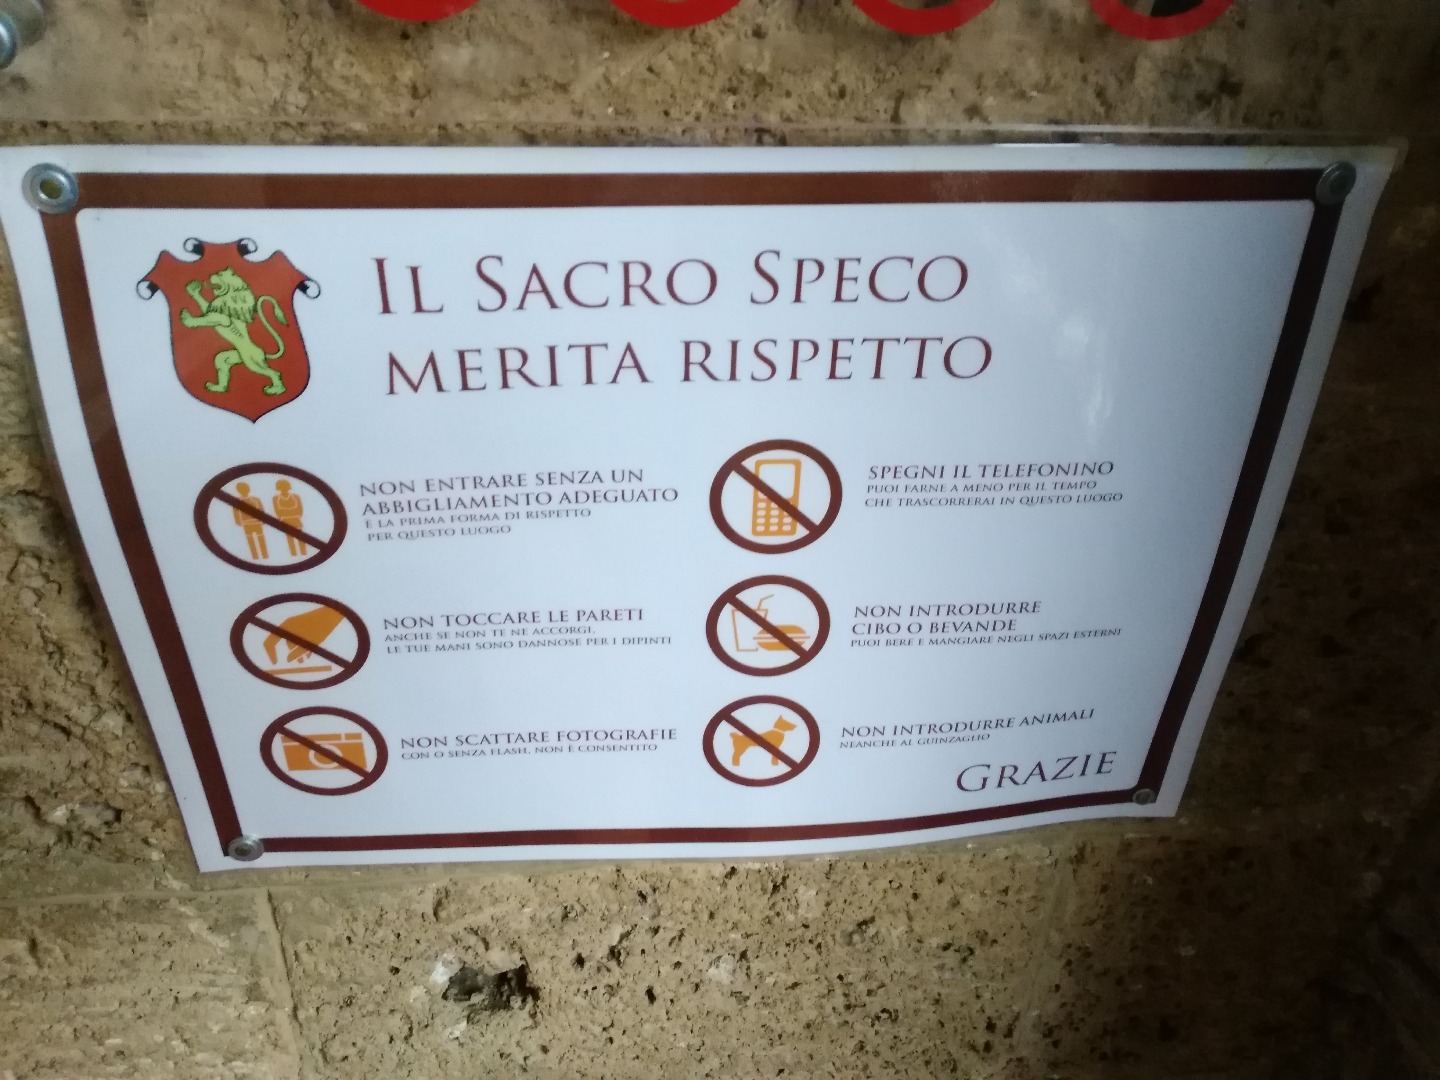 IL SACRO SPECO
MERITA RISPETTO
NON ENTRARE SENZA UN
ABBIGLIAMENTO ADEGUATO
È LA PRIMA FORMA DI RISPETTO
PER QUESTO LUOGO
NON TOCCARE LE PARETI
ANCHE SE NON TE NE ACCORGI,
LE TUE MANI SONO DANNOSE PER I DIPINTI
NON SCATTARE FOTOGRAFIE
CON O SENZA FLASH, NON È CONSENTITO
SPEGNI IL TELEFONINO
PUOI FARNE A MENO PER IL TEMPO
CHE TRASCORRERAI IN QUESTO LUOGO
NON INTRODURRE
CIBO O BEVANDE
PUOI BERE E MANGIARE NEGLI SPAZI ESTERNI
NON INTRODURRE ANIMALI
NEANCHE AL GUINZAGLIO
GRAZIE